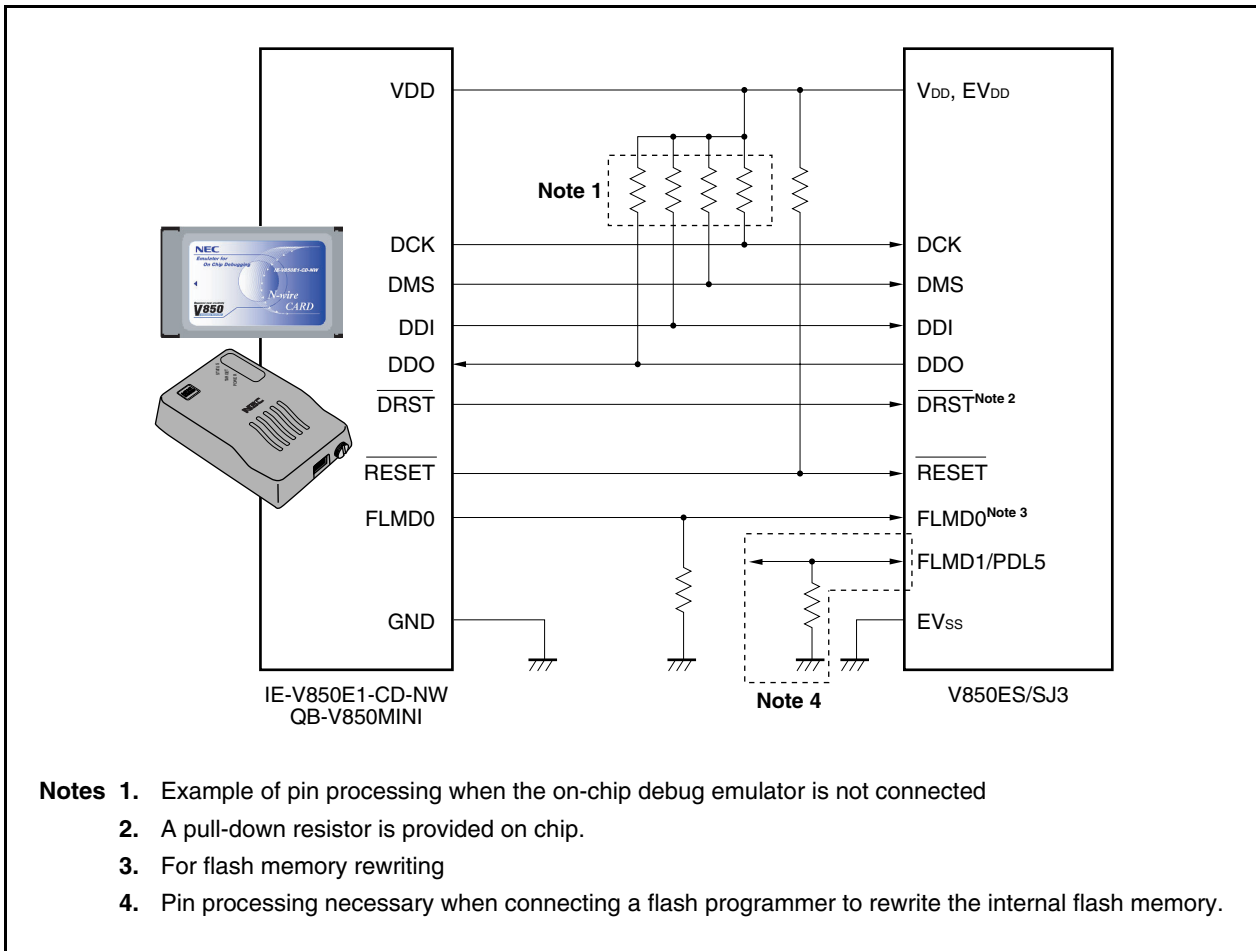 VDD
VDD, EVDD
Note 1
DCK
DCK
DMS
DMS
DDI
DDI
DDO
DDO
DRST
DRST Note 2
RESET
RESET
FLMD0
FLMD0 Note 3
FLMD1/PDL5
GND
EVSS
Note 4
IE-V850E1-CD-NW
QB-V850MINI
V850ES/SJ3
NEC
Emulator for
On Chip Debugging
IE-V850E1-CD-NW
N-wire
CARD
V850
NEC
Notes 1. Example of pin processing when the on-chip debug emulator is not connected
2. A pull-down resistor is provided on chip.
3. For flash memory rewriting
4. Pin processing necessary when connecting a flash programmer to rewrite the internal flash memory.